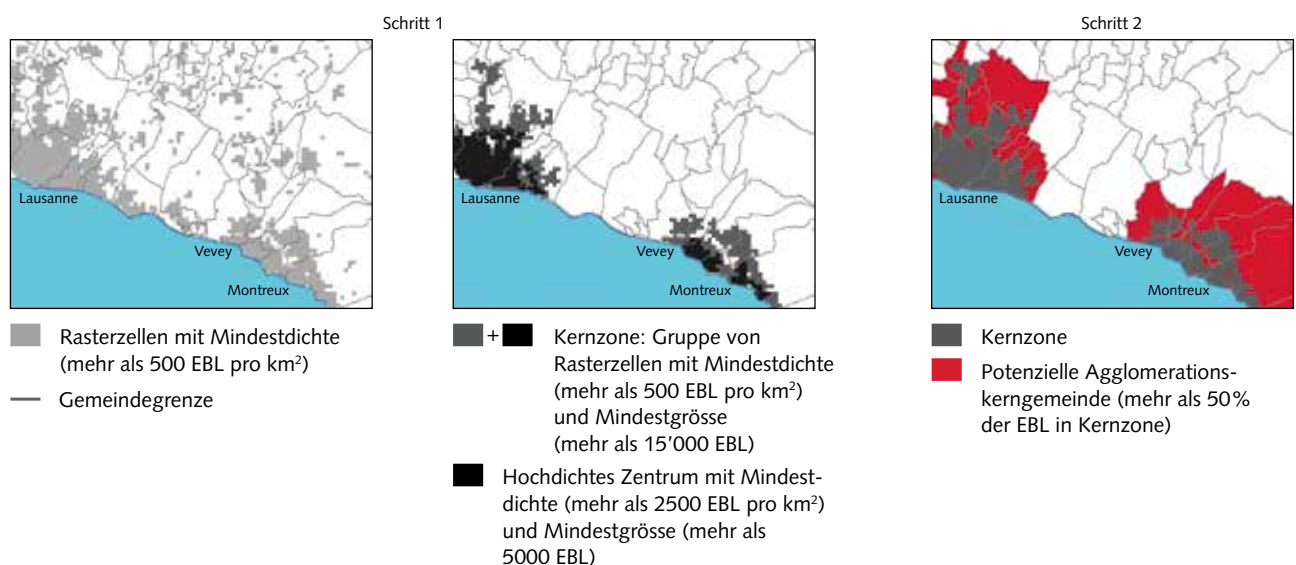 Schritt 1
Schritt 2
Lausanne
Vevey
Montreux
Lausanne
Vevey
Montreux
Lausanne
Vevey
Montreux
Rasterzellen mit Mindestdichte
(mehr als 500 EBL pro km²)
Gemeindegrenze
+
Kernzone: Gruppe von
Rasterzellen mit Mindestdichte
(mehr als 500 EBL pro km²)
und Mindestgrösse
(mehr als 15’000 EBL)
Hochdichtes Zentrum mit Mindest-
dichte (mehr als 2500 EBL pro km²)
und Mindestgrösse (mehr als
5000 EBL)
Kernzone
Potenzielle Agglomerations-
kerngemeinde (mehr als 50%
der EBL in Kernzone)